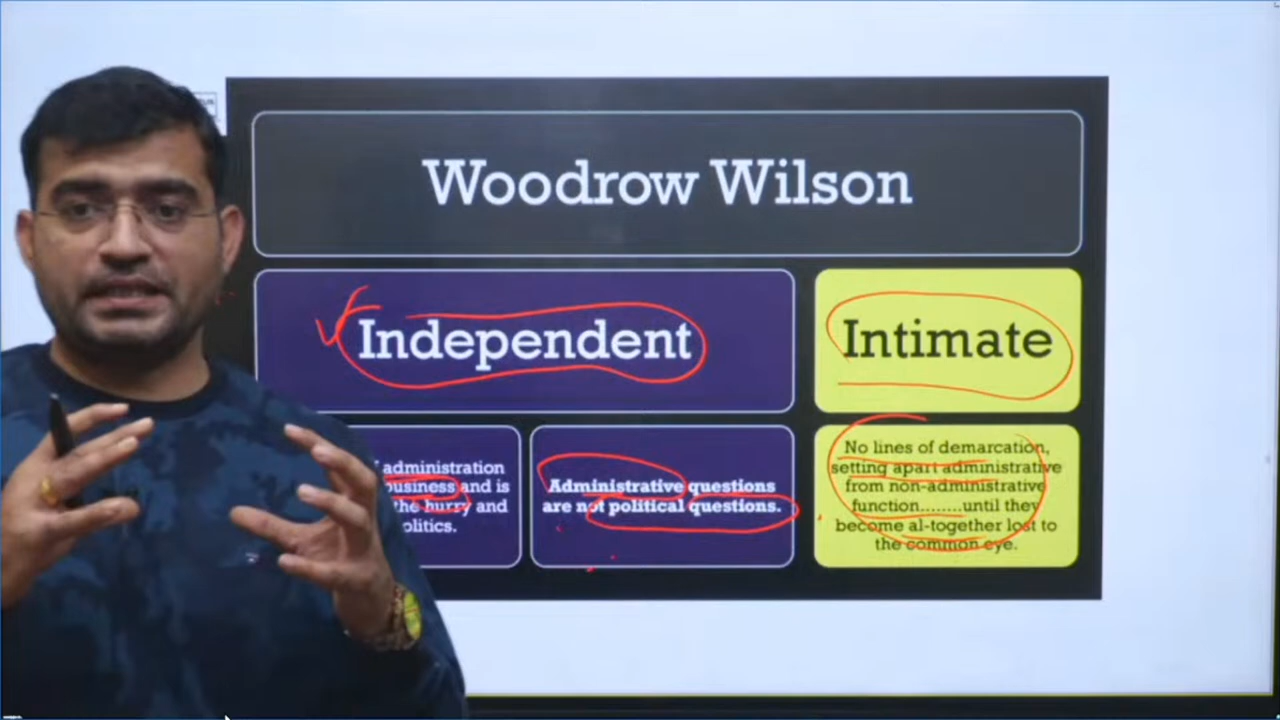 Woodrow Wilson
Independent
Intimate
administration
business and is
the hurry and
olitics.
Administrative questions
are not political questions.
No lines of demarcation,
setting apart administrative
from non-administrative
function........until they
become al-together lost to
the common eye.